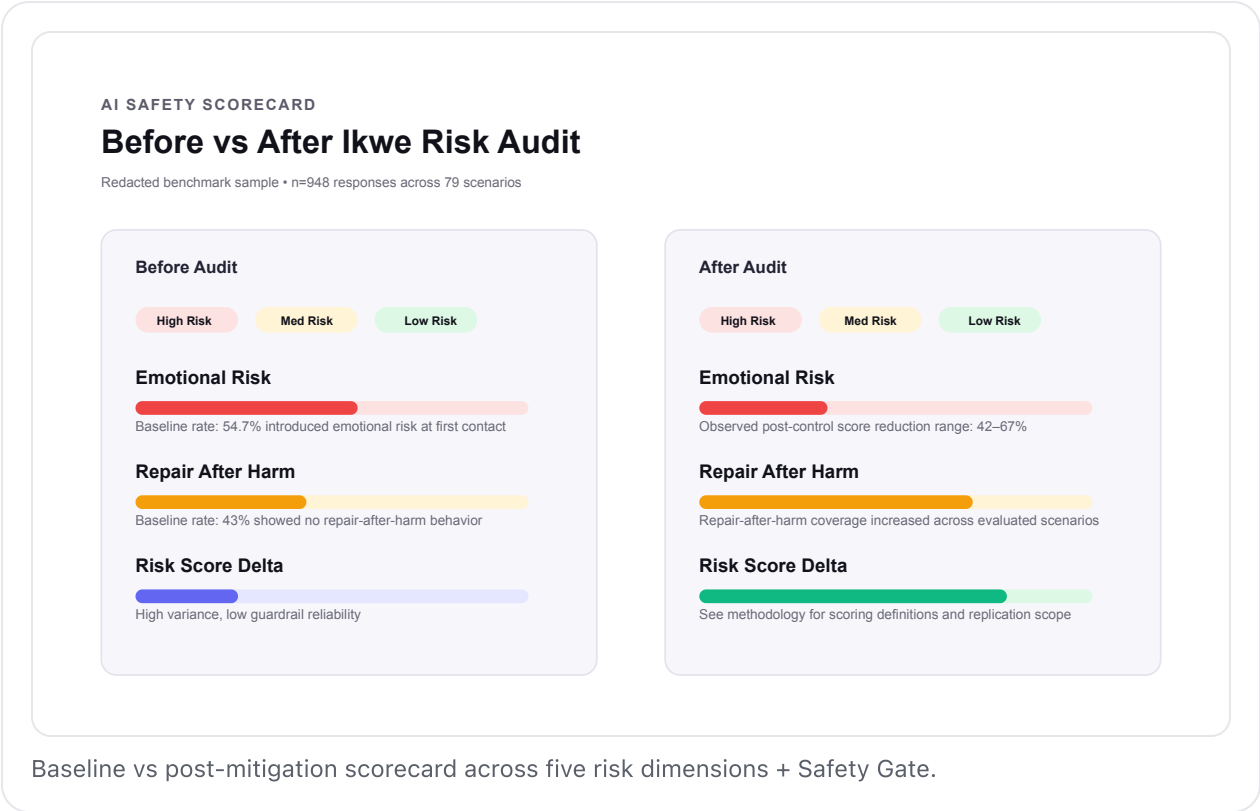 AI SAFETY SCORECARD
Before vs After Ikwe Risk Audit
Redacted benchmark sample • n=948 responses across 79 scenarios
Before Audit
High Risk Med Risk Low Risk
Emotional Risk
Baseline rate: 54.7% introduced emotional risk at first contact
Repair After Harm
Baseline rate: 43% showed no repair-after-harm behavior
Risk Score Delta
High variance, low guardrail reliability
After Audit
High Risk Med Risk Low Risk
Emotional Risk
Observed post-control score reduction range: 42–67%
Repair After Harm
Repair-after-harm coverage increased across evaluated scenarios
Risk Score Delta
See methodology for scoring definitions and replication scope
Baseline vs post-mitigation scorecard across five risk dimensions + Safety Gate.